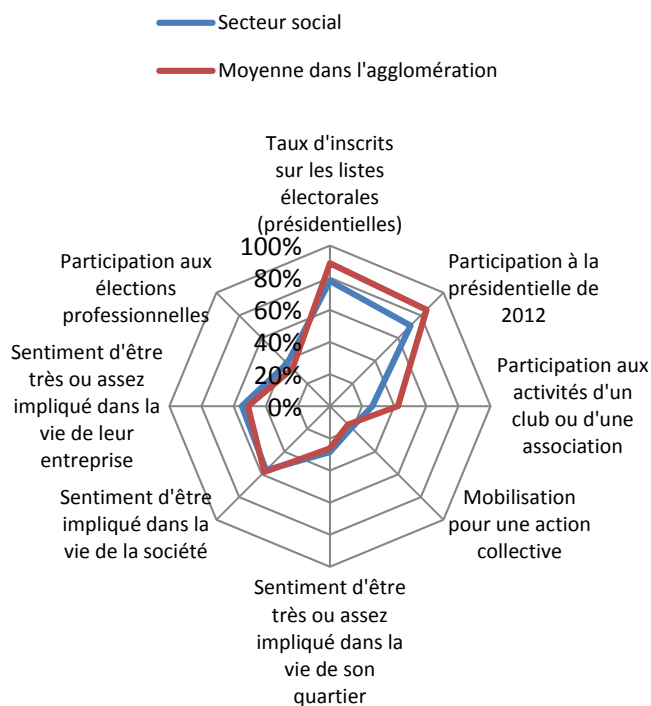 Secteur social
Moyenne dans l'agglomération
Taux d'inscrits
sur les listes
électorales
(présidentielles)
100%
80%
60%
40%
20%
0%
Participation à la
présidentielle de
2012
Participation aux
activités d'un
club ou d'une
association
Mobilisation
pour une action
collective
Sentiment d'être
très ou assez
impliqué dans la
vie de son
quartier
Sentiment d'être
impliqué dans la
vie de la société
Sentiment d'être
très ou assez
impliqué dans la
vie de leur
entreprise
Participation aux
élections
professionnelles